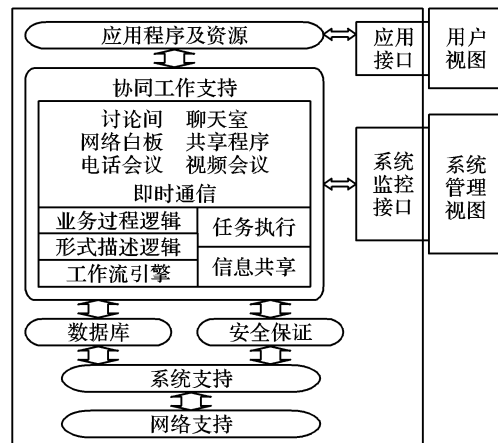 应用程序及资源
应用
接口
用户
视图
协同工作支持
讨论间 聊天室
网络白板 共享程序
电话会议 视频会议
即时通信
业务过程逻辑
形式描述逻辑
工作流引擎
任务执行
信息共享
系统
监控
接口
系统
管理
视图
数据库
安全保证
系统支持
网络支持